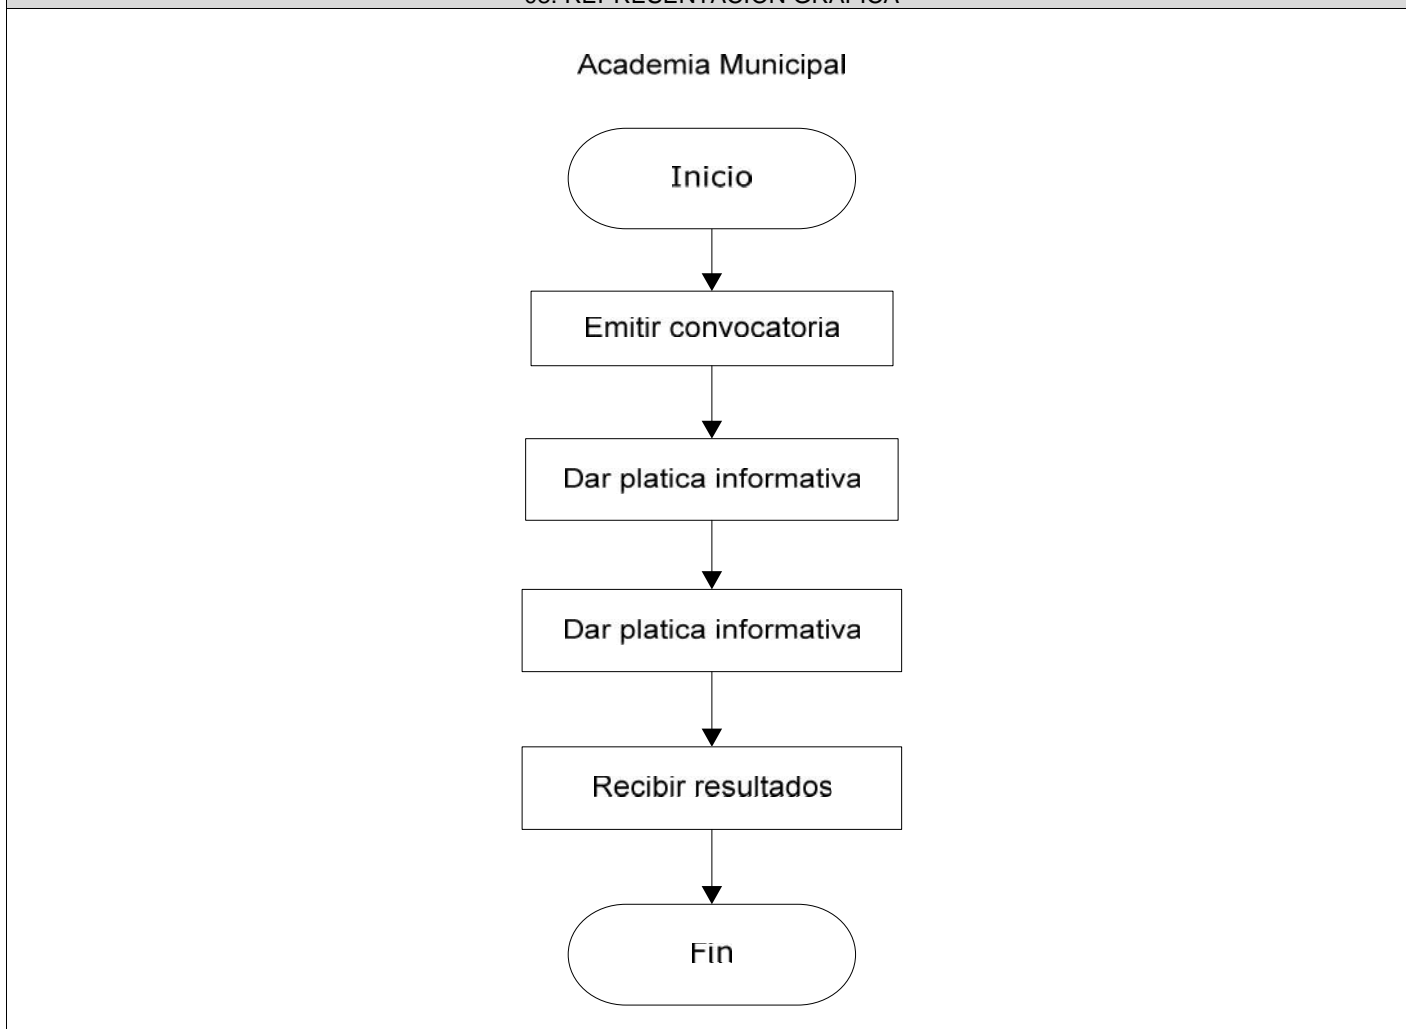 Academia Municipal
Inicio
Emitir convocatoria
Dar platica informativa
Dar platica informativa
Recibir resultados
Fin